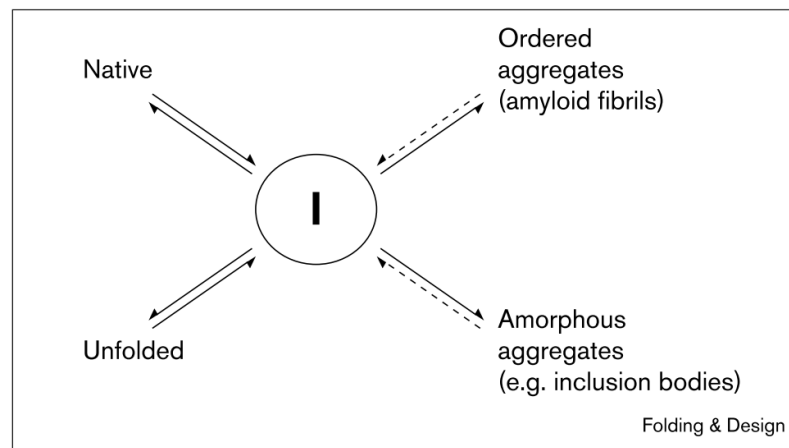 Native
Ordered
aggregates
(amyloid fibrils)
I
Unfolded
Amorphous
aggregates
(e.g. inclusion bodies)
Folding & Design